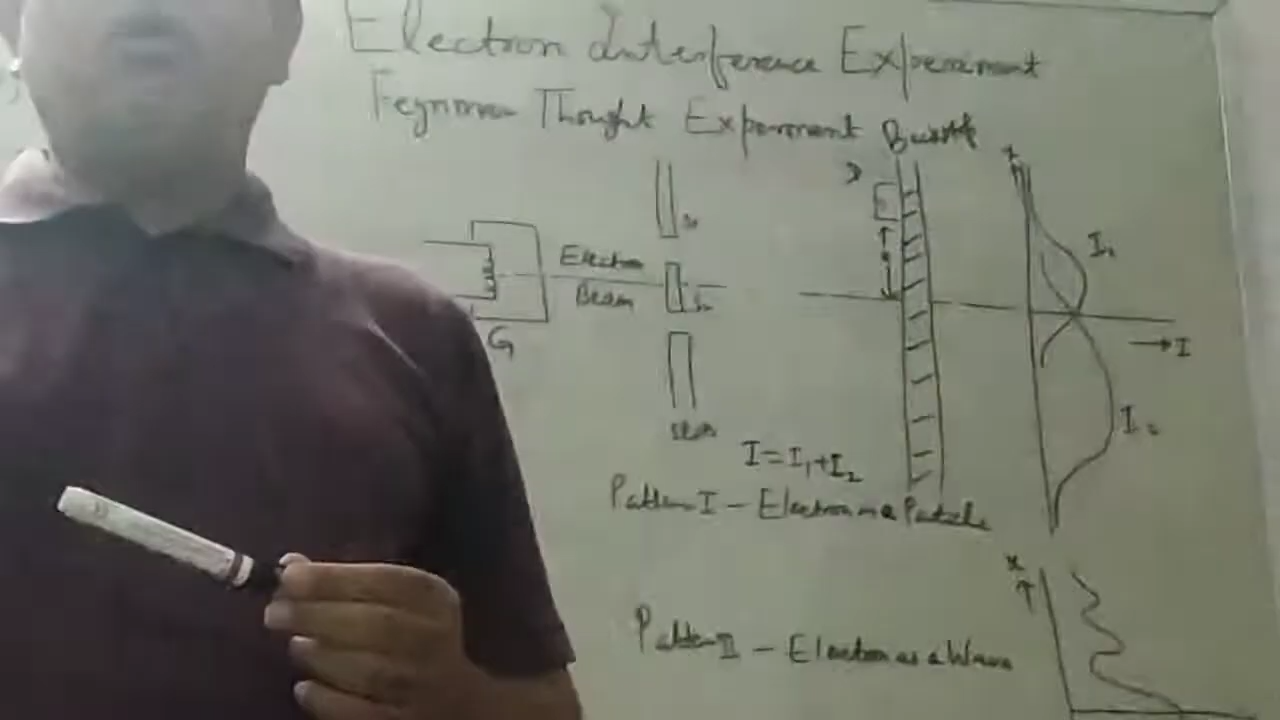 Electron Interference Experiment
Feynman Thought Experiment
x
I₁
Electron
Beam
→ I
G
I₂
slits
I = I₁ + I₂
Pattern I – Electron as a Particle
x
Pattern II – Electron as a Wave